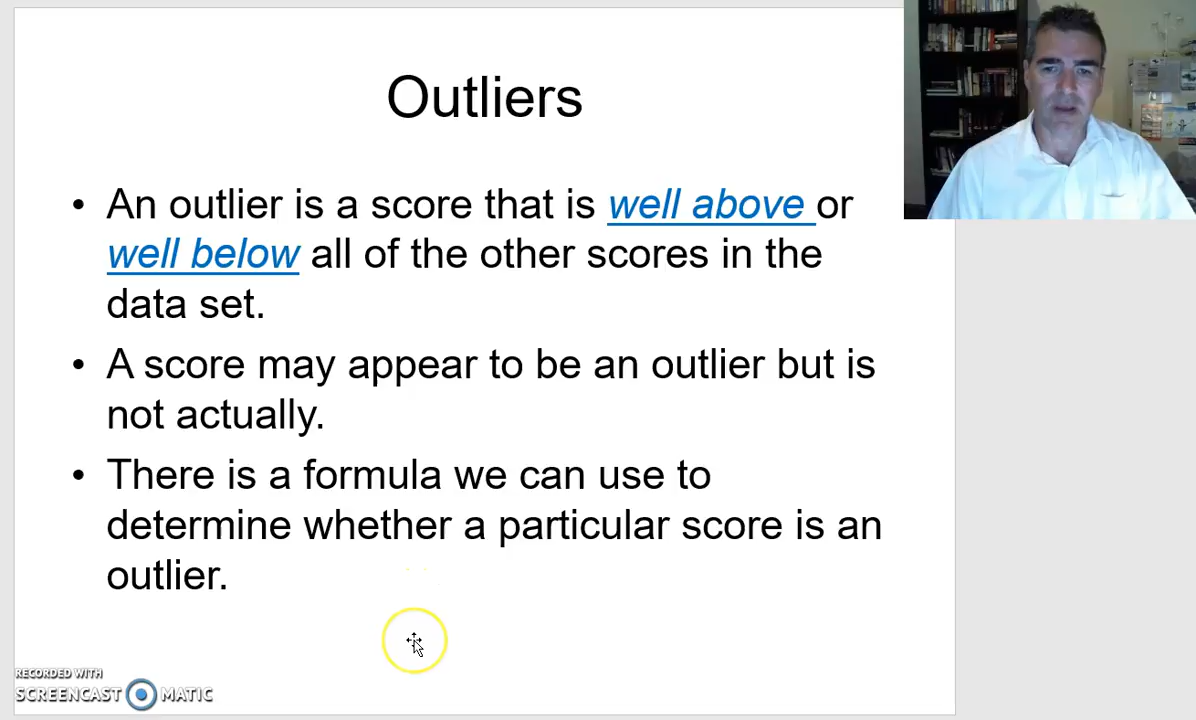 Outliers
• An outlier is a score that is well above or
well below all of the other scores in the
data set.
• A score may appear to be an outlier but is
not actually.
• There is a formula we can use to
determine whether a particular score is an
outlier.
RECORDED WITH
SCREENCAST MATIC